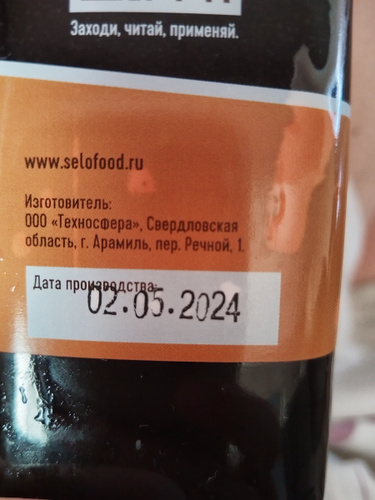 Заходи, читай, применяй.
www.selofood.ru
Изготовитель:
ООО «Техносфера», Свердловская
область, г. Арамиль, пер. Речной, 1.
Дата производства:
02.05.2024